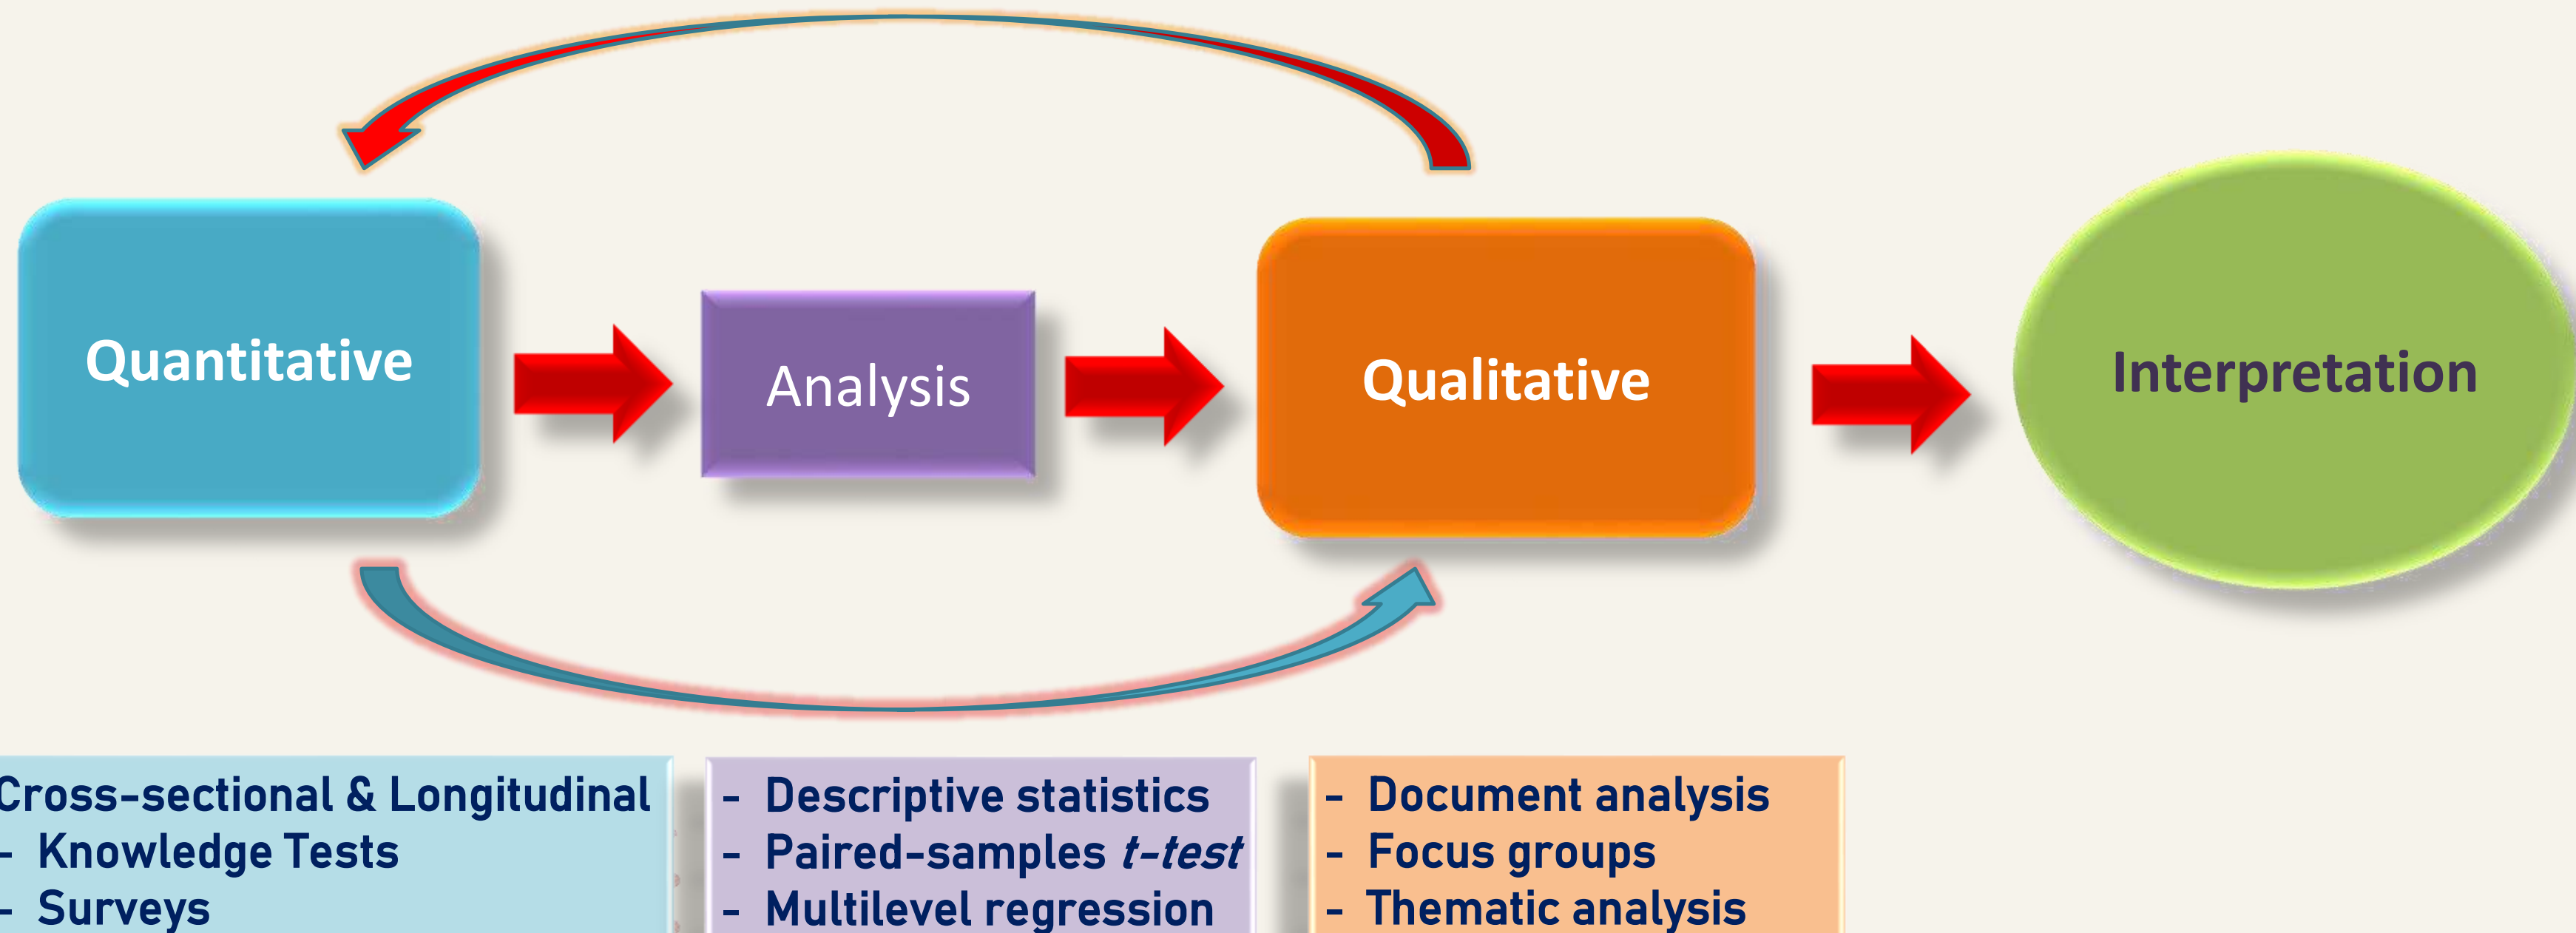 Quantitative
Analysis
Qualitative
Interpretation
Cross-sectional & Longitudinal
- Knowledge Tests
- Surveys
- Descriptive statistics
- Paired-samples t-test
- Multilevel regression
- Document analysis
- Focus groups
- Thematic analysis